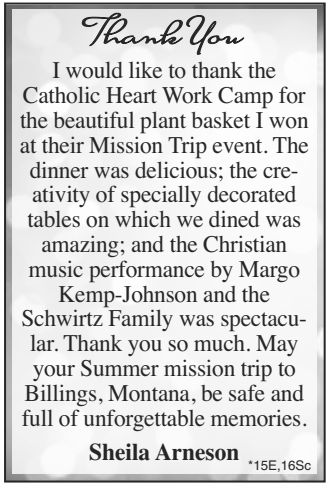 Thank You
I would like to thank the
Catholic Heart Work Camp for
the beautiful plant basket I won
at their Mission Trip event. The
dinner was delicious; the cre-
ativity of specially decorated
tables on which we dined was
amazing; and the Christian
music performance by Margo
Kemp-Johnson and the
Schwirtz Family was spectacu-
lar. Thank you so much. May
your Summer mission trip to
Billings, Montana, be safe and
full of unforgettable memories.
Sheila Arneson
*15E,16Sc